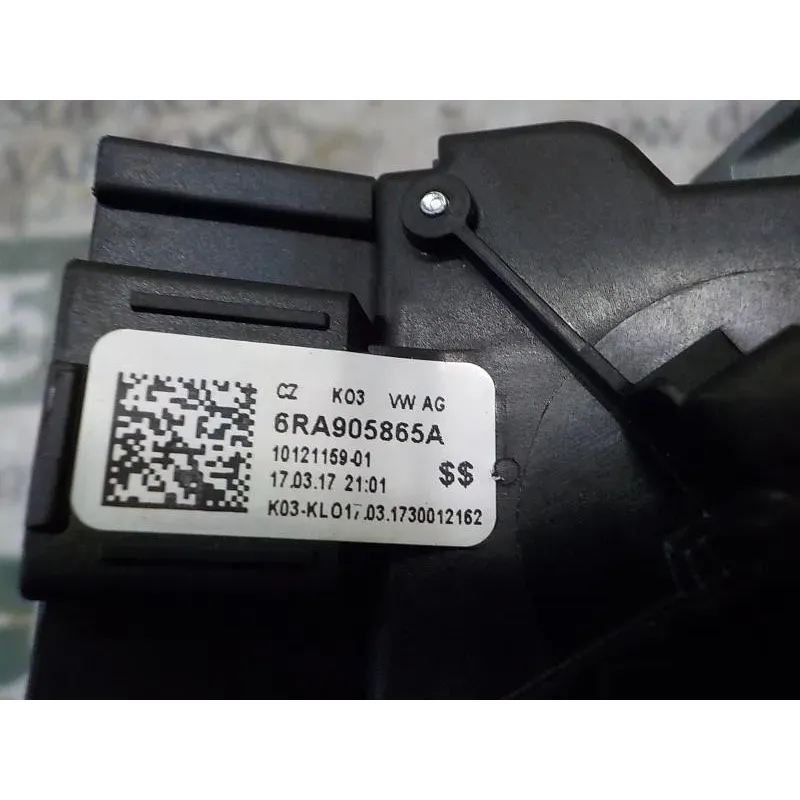 CZ K03 VW AG
6RA905865A
10121159-01 $$
17.03.17 21:01
K03-KLO17.03.1730012162